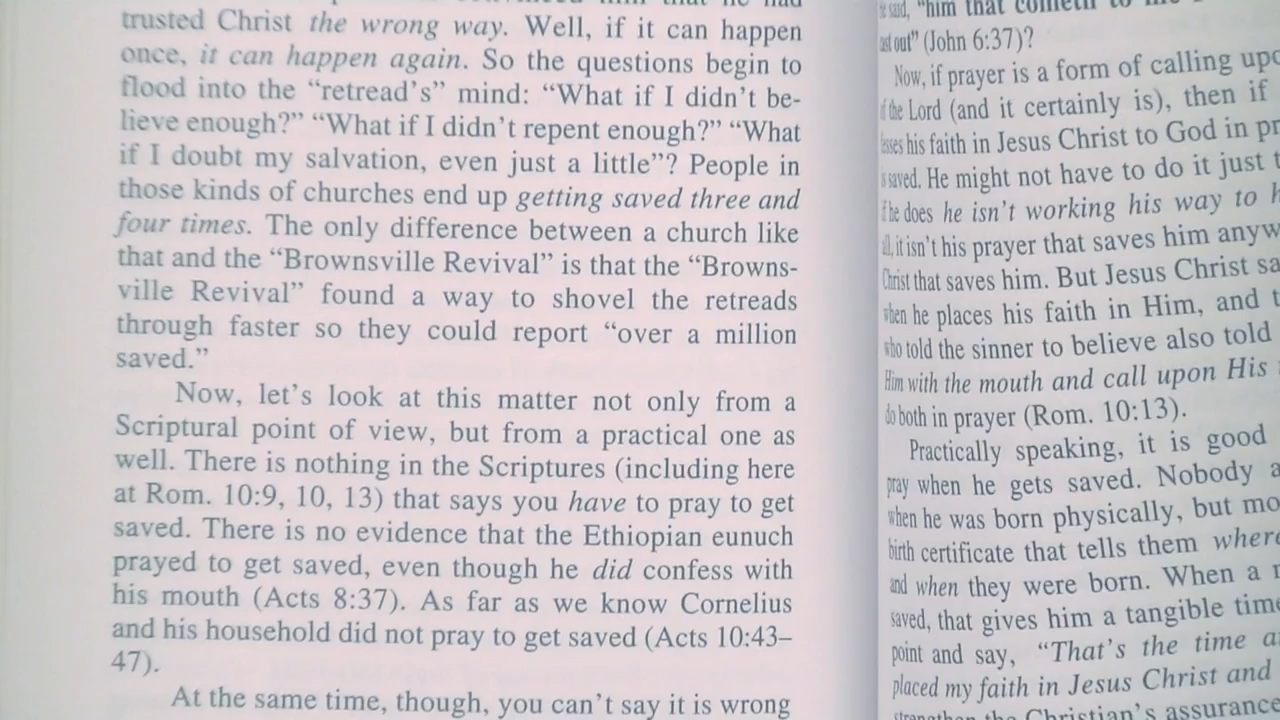 trusted Christ the wrong way. Well, if it can happen
once, it can happen again. So the questions begin to
flood into the “retread’s” mind: “What if I didn’t be-
lieve enough?” “What if I didn’t repent enough?” “What
if I doubt my salvation, even just a little”? People in
those kinds of churches end up getting saved three and
four times. The only difference between a church like
that and the “Brownsville Revival” is that the “Browns-
ville Revival” found a way to shovel the retreads
through faster so they could report “over a million
saved.”
Now, let’s look at this matter not only from a
Scriptural point of view, but from a practical one as
well. There is nothing in the Scriptures (including here
at Rom. 10:9, 10, 13) that says you have to pray to get
saved. There is no evidence that the Ethiopian eunuch
prayed to get saved, even though he did confess with
his mouth (Acts 8:37). As far as we know Cornelius
and his household did not pray to get saved (Acts 10:43–
47).
At the same time, though, you can’t say it is wrong
said, “him that cometh to me
out” (John 6:37)?
Now, if prayer is a form of calling
the Lord (and it certainly is), then if
his faith in Jesus Christ to God in
saved. He might not have to do it just
he does he isn’t working his way to
it isn’t his prayer that saves him
Christ that saves him. But Jesus Christ
when he places his faith in Him, and
who told the sinner to believe also told
Him with the mouth and call upon His
do both in prayer (Rom. 10:13).
Practically speaking, it is good
pray when he gets saved. Nobody
when he was born physically, but
birth certificate that tells them where
and when they were born. When a
saved, that gives him a tangible time
point and say, “That’s the time
placed my faith in Jesus Christ and
the Christian’s assurance